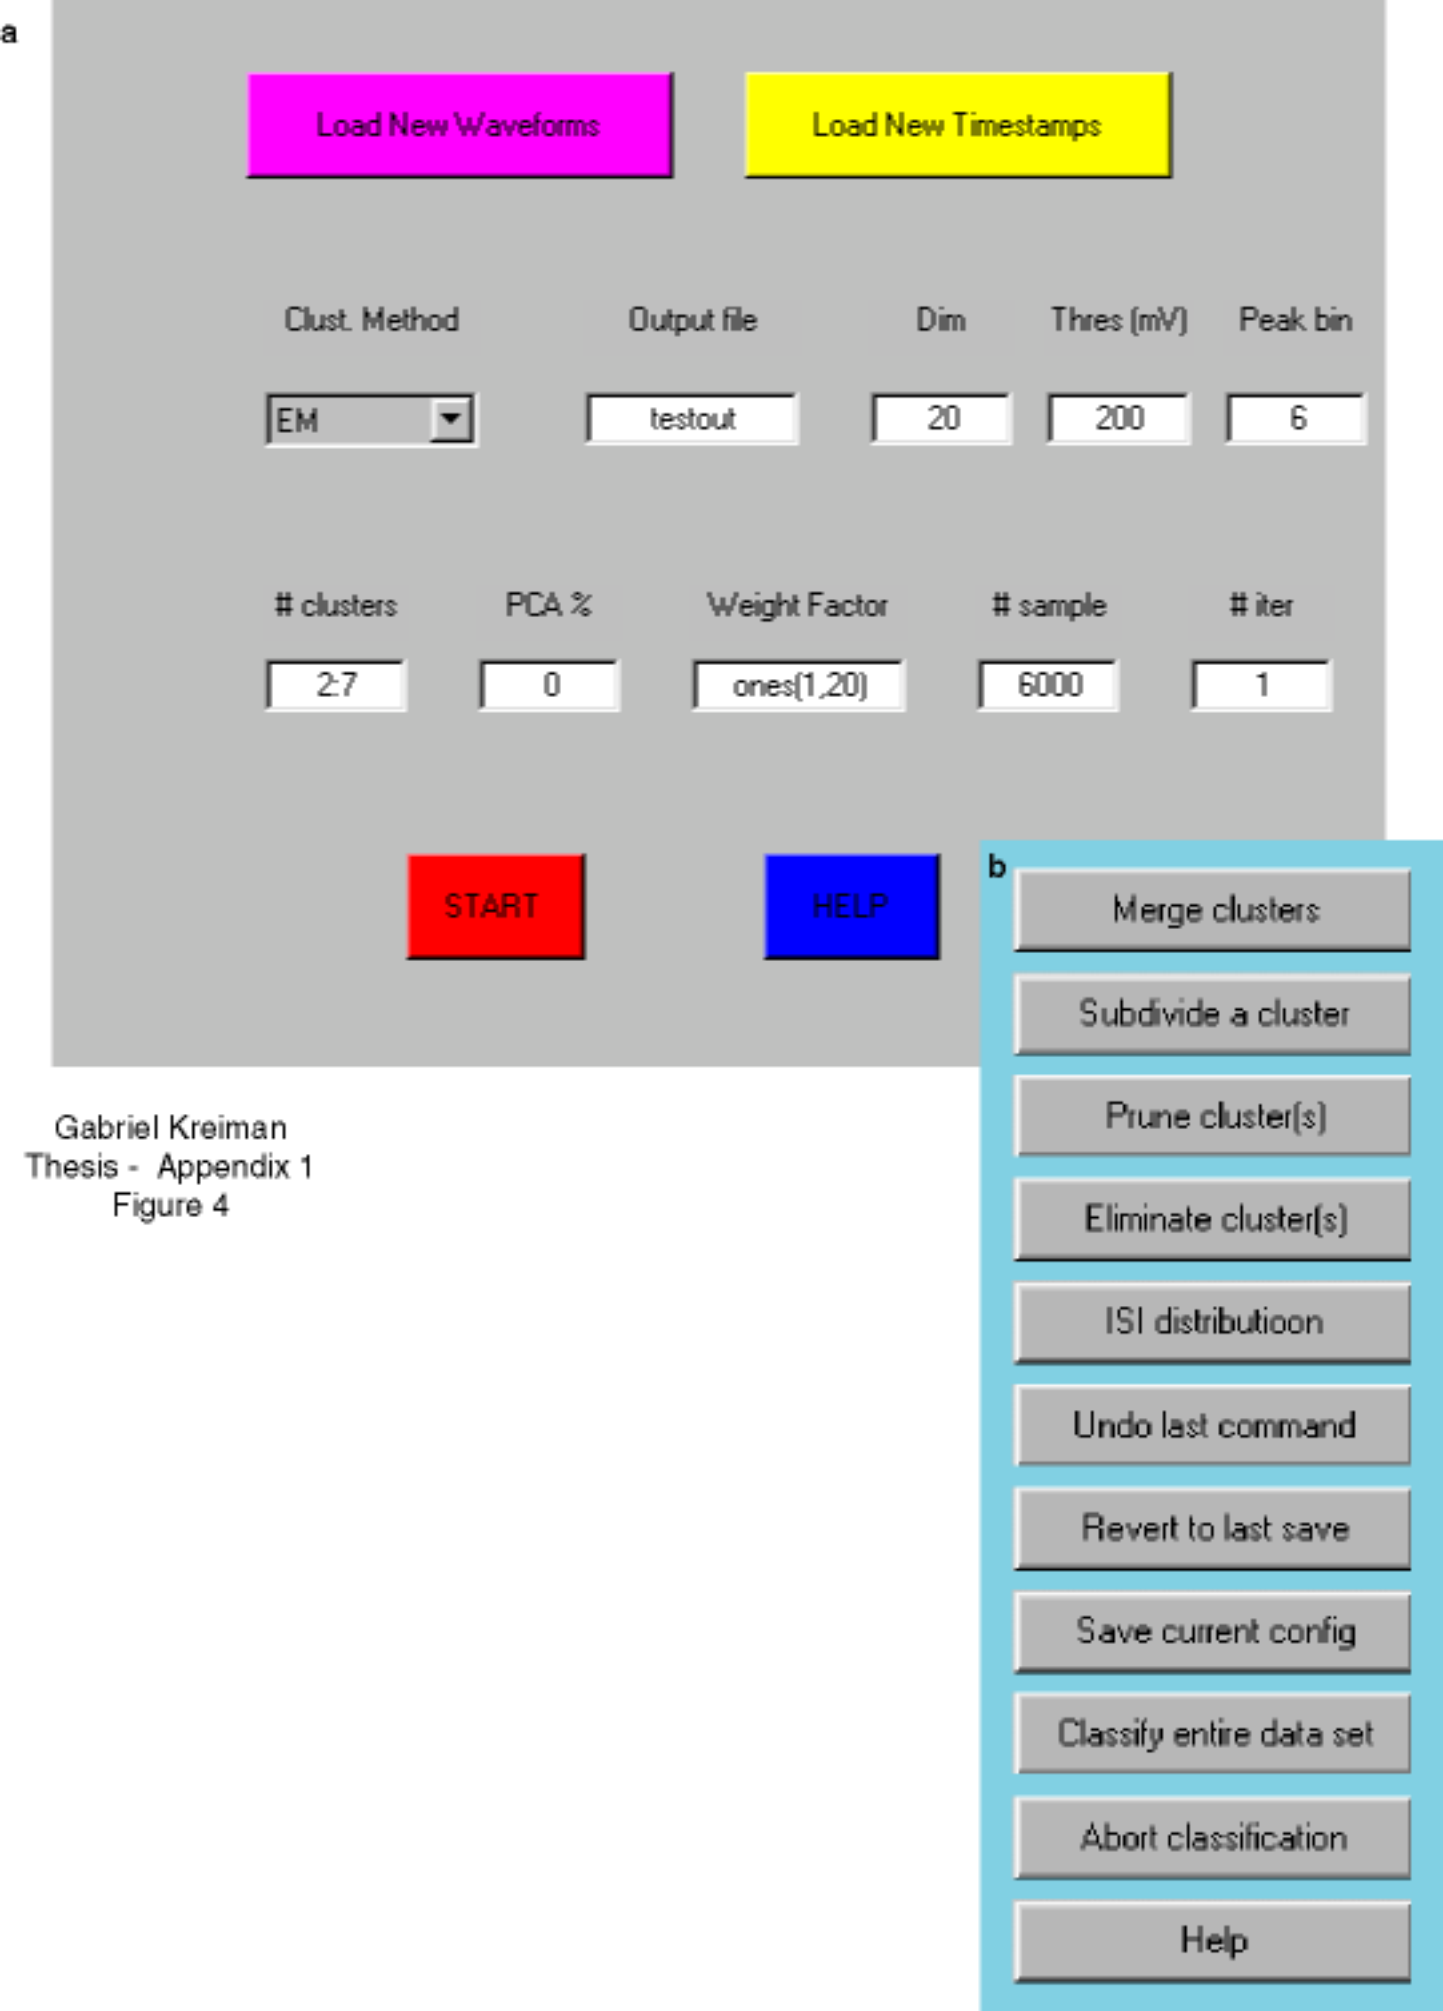 a
Load New Waveforms
Load New Timestamps
Clust. Method
Output file
Dim
Thres (mV)
Peak bin
EM
testout
20
200
6
# clusters
PCA %
Weight Factor
# sample
# iter
2:7
0
ones(1,20)
6000
1
START
HELP
Gabriel Kreiman
Thesis - Appendix 1
Figure 4
b
Merge clusters
Subdivide a cluster
Prune cluster(s)
Eliminate cluster(s)
ISI distributioon
Undo last command
Revert to last save
Save current config
Classify entire data set
Abort classification
Help